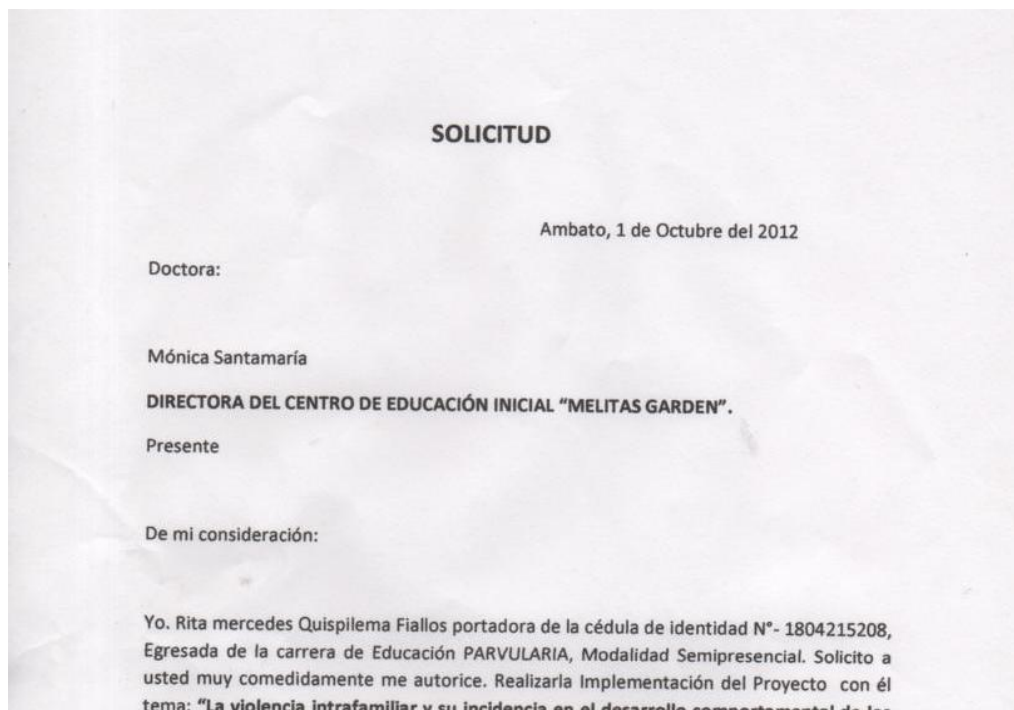 SOLICITUD
Ambato, 1 de Octubre del 2012
Doctora:
Mónica Santamaría
DIRECTORA DEL CENTRO DE EDUCACIÓN INICIAL “MELITAS GARDEN”.
Presente
De mi consideración:
Yo. Rita mercedes Quispilema Fiallos portadora de la cédula de identidad N°- 1804215208,
Egresada de la carrera de Educación PARVULARIA, Modalidad Semipresencial. Solicito a
usted muy comedidamente me autorice. Realizarla Implementación del Proyecto con él
tema: “La violencia intrafamiliar y su incidencia en el desarrollo comportamental de los